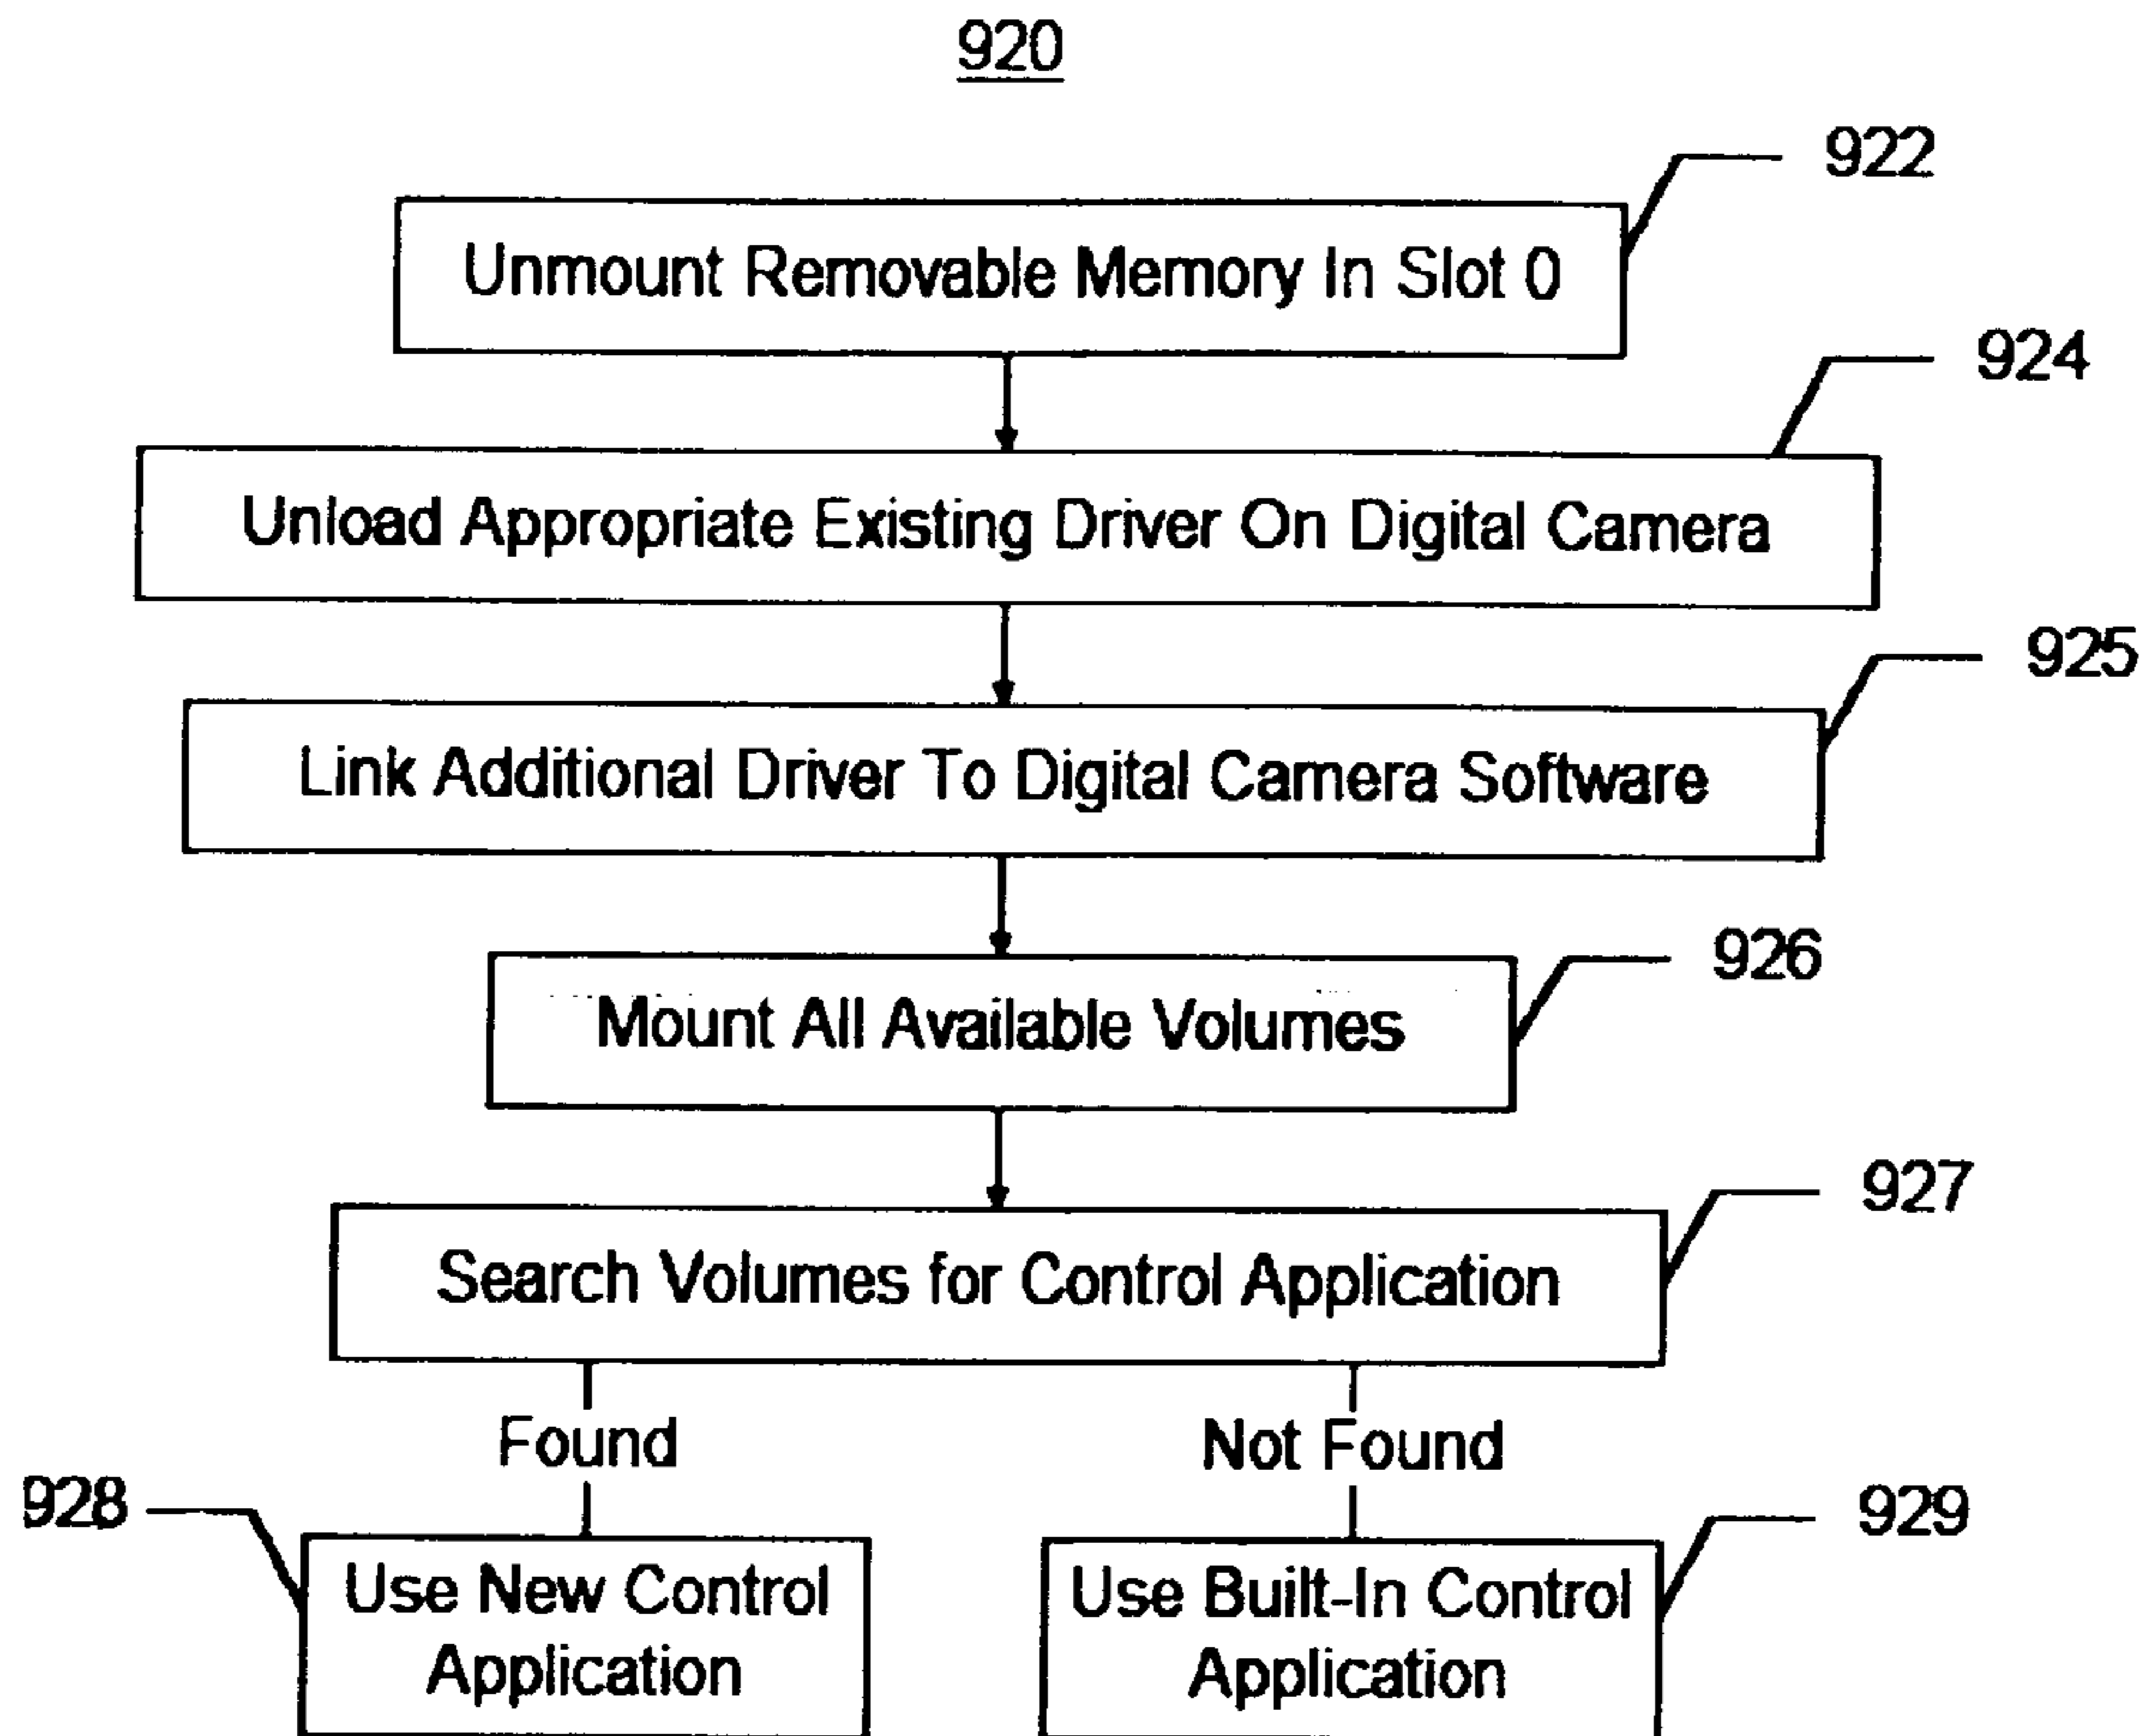 920
922
Unmount Removable Memory In Slot 0
924
Unload Appropriate Existing Driver On Digital Camera
925
Link Additional Driver To Digital Camera Software
926
Mount All Available Volumes
927
Search Volumes for Control Application
Found
Not Found
928
929
Use New Control
Application
Use Built-In Control
Application